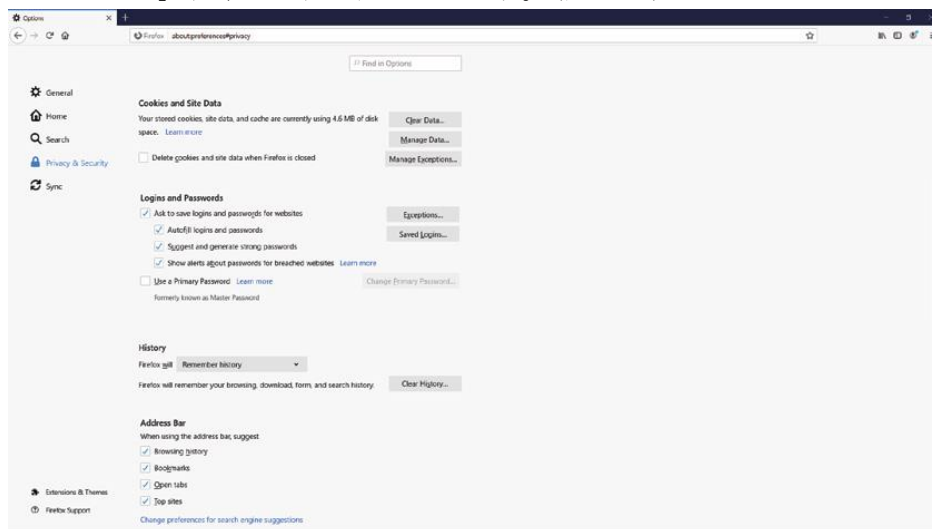 Options
Firefox about:preferences#privacy
Find in Options
General
Home
Search
Privacy & Security
Sync
Cookies and Site Data
Your stored cookies, site data, and cache are currently using 4.6 MB of disk
space. Learn more
Clear Data...
Manage Data...
Delete cookies and site data when Firefox is closed
Manage Exceptions...
Logins and Passwords
Ask to save logins and passwords for websites
Exceptions...
Autofill logins and passwords
Saved Logins...
Suggest and generate strong passwords
Show alerts about passwords for breached websites Learn more
Use a Primary Password Learn more
Change Primary Password...
Formerly known as Master Password
History
Firefox will Remember history
Firefox will remember your browsing, download, form, and search history.
Clear History...
Address Bar
When using the address bar, suggest
Browsing history
Bookmarks
Open tabs
Top sites
Change preferences for search engine suggestions
Extensions & Themes
Firefox Support